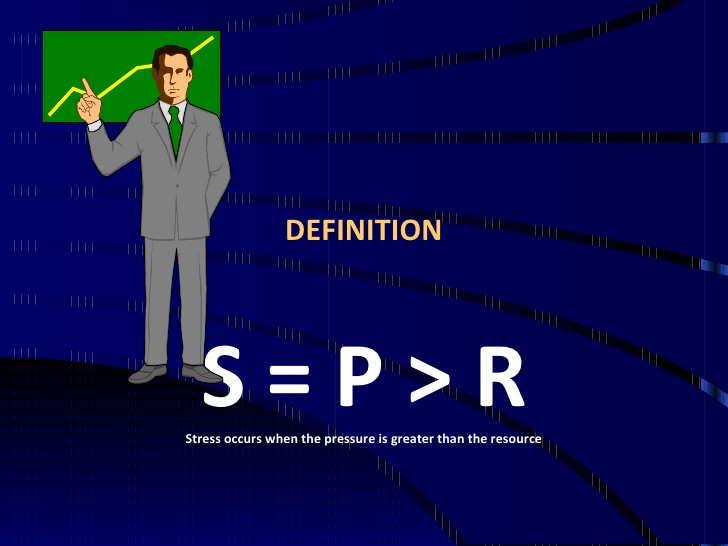 DEFINITION
S = P > R
Stress occurs when the pressure is greater than the resource